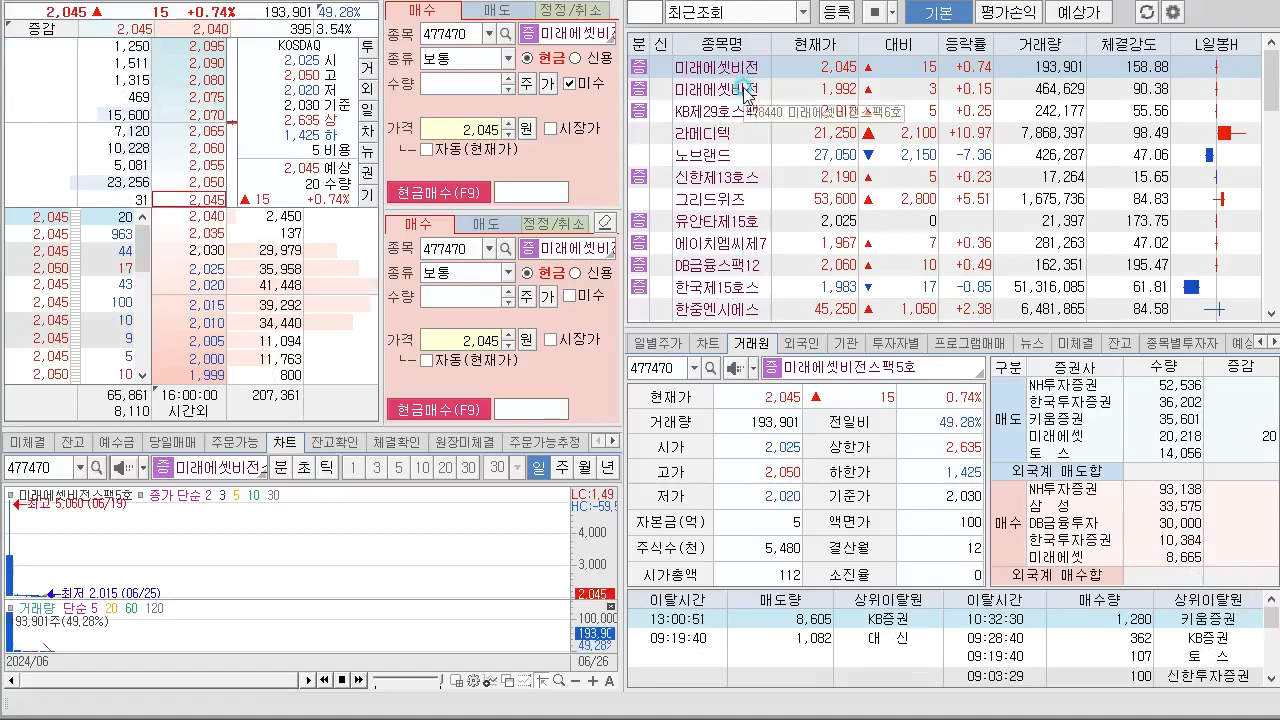 2,045 ▲ 15 +0.74% 193,901 49.28%
증감 2,045 2,040 395 3.54%
1,250 2,095 KOSDAQ 투
1,511 2,090 2,025 시 거
1,315 2,080 2,050 고 외
1,315 2,080 2,020 저
469 2,075 2,030 기준 일
15,600 2,070 2,635 상
7,120 2,065 1,425 하 차
10,228 2,060 5 비용 뉴
5,081 2,055 2,045 예상 권
23,256 2,050 20 수량
31 2,045 ▲ 15 +0.74% 기
2,045 20 2,040 2,450
2,045 963 2,035 137
2,045 44 2,030 29,979
2,050 17 2,025 35,958
2,045 43 2,020 41,448
2,045 100 2,015 39,292
2,045 10 2,010 34,440
2,045 9 2,005 11,094
2,045 5 2,000 11,763
2,050 10 1,999 800
65,861 16:00:00 207,361
8,110 시간외
매수 매도 정정/취소
종목 477470 증 미래에셋비
종류 보통 현금 신용
수량 주 가 미수
가격 2,045 원 시장가
자동(현재가)
현금매수(F9)
매수 매도 정정/취소
종목 477470 증 미래에셋비
종류 보통 현금 신용
수량 주 가 미수
가격 2,045 원 시장가
자동(현재가)
현금매수(F9)
최근조회 등록 기본 평가손익 예상가
분 신 종목명 현재가 대비 등락률 거래량 체결강도 L일봉H
증 미래에셋비전 2,045 ▲ 15 +0.74 193,901 158.88
증 미래에셋비전 1,992 ▲ 3 +0.15 464,629 90.38
증 KB제29호스 ▲ 5 +0.25 242,177 55.56
478440 미래에셋비전스팩6호
라메디텍 21,250 ▲ 2,100 +10.97 7,868,397 98.49
노브랜드 27,050 ▼ 2,150 -7.36 426,287 47.06
증 신한제13호스 2,190 ▲ 5 +0.23 17,264 15.65
그리드위즈 53,600 ▲ 2,800 +5.51 1,675,736 84.83
증 유안타제15호 2,025 0 21,397 173.75
증 에이치엠씨제7 1,967 ▲ 7 +0.36 281,263 47.02
증 DB금융스팩12 2,060 ▲ 10 +0.49 162,351 195.47
증 한국제15호스 1,983 ▼ 17 -0.85 51,316,085 61.81
한중엔시에스 45,250 ▲ 1,050 +2.38 6,481,865 84.58
일별주가 차트 거래원 외국인 기관 투자자별 프로그램매매 뉴스 미체결 잔고 종목별투자자 예상
477470 증 미래에셋비전스팩5호
현재가 2,045 ▲ 15 0.74%
거래량 193,901 전일비 49.28%
시가 2,025 상한가 2,635
고가 2,050 하한가 1,425
저가 2,020 기준가 2,030
자본금(억) 5 액면가 100
주식수(천) 5,480 결산월 12
시가총액 112 소진율 0
구분 증권사 수량 증감
매도
NH투자증권 52,536
한국투자증권 36,202
키움증권 35,601
미래에셋 20,218 20
토 스 14,056
외국계 매도합
매수
NH투자증권 93,138
삼 성 33,575
DB금융투자 30,000
한국투자증권 10,384
미래에셋 8,665
외국계 매수합
이탈시간 매도량 상위이탈원 이탈시간 매수량 상위이탈원
13:00:51 8,605 KB증권 10:32:30 1,280 키움증권
09:19:40 1,082 대 신 09:28:40 362 KB증권
09:19:40 107 토 스
09:03:29 100 신한투자증권
미체결 잔고 예수금 당일매매 주문가능 차트 잔고확인 체결확인 원장미체결 주문가능추정
477470 증 미래에셋비전 분 초 틱 1 3 5 10 20 30 30 일 주 월 년
미래에셋비전스팩5호 종가 단순 2 3 5 10 30
LC:1,49
HC:-59,5
최고 5,060 (06/19)
4,000
3,000
최저 2,015 (06/25)
2,045
거래량 단순 5 20 60 120
193,901주(49,28%)
100,000
193,90
49,28%
2024/06 06/26
A